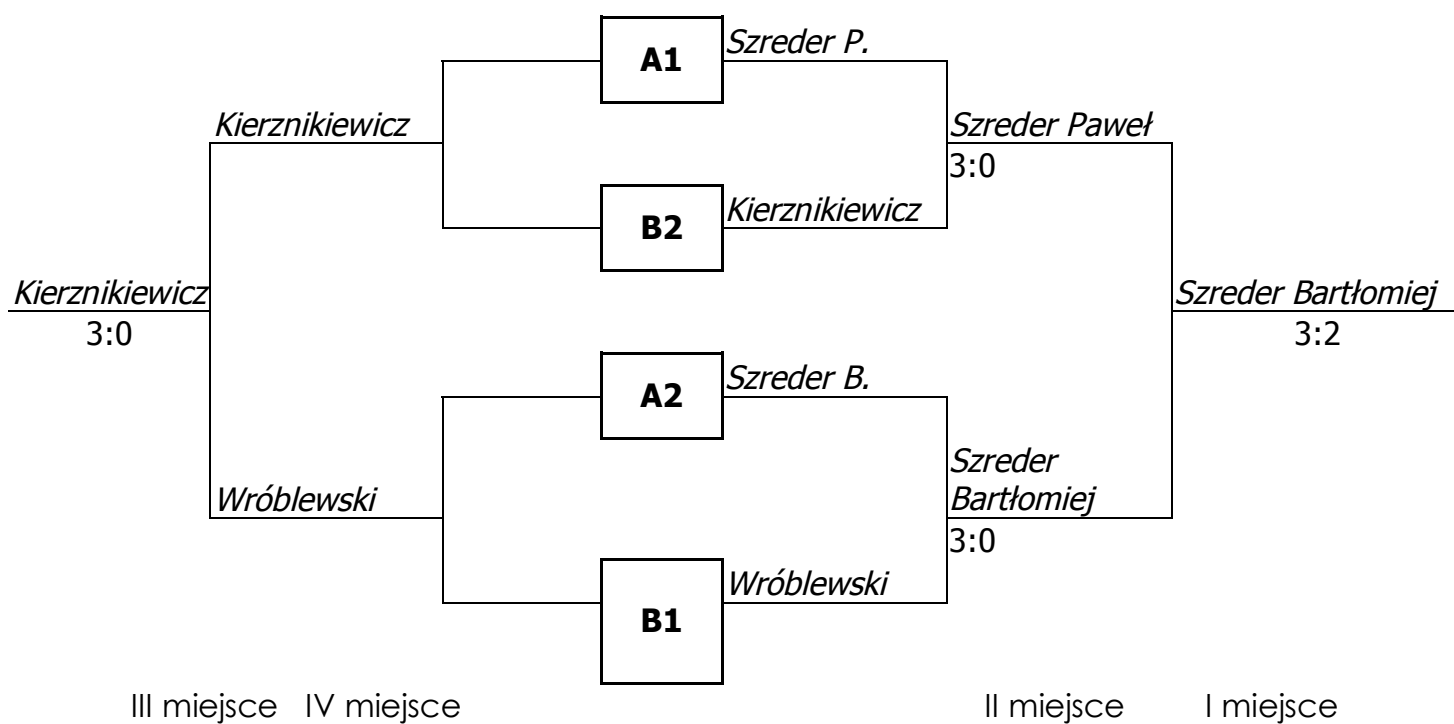 A1
Szreder P.
Kierznikiewicz
Szreder Paweł
3:0
B2
Kierznikiewicz
Kierznikiewicz
3:0
Szreder Bartłomiej
3:2
A2
Szreder B.
Wróblewski
Szreder
Bartłomiej
3:0
B1
Wróblewski
III miejsce IV miejsce II miejsce I miejsce